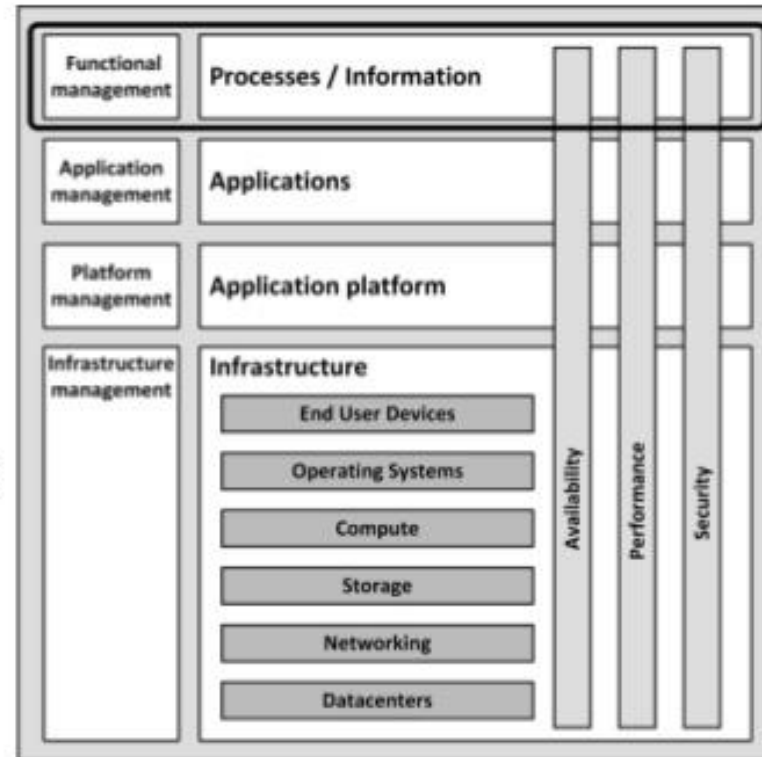 Functional
management
Processes / Information
Application
management
Applications
Platform
management
Application platform
Infrastructure
management
Infrastructure
End User Devices
Operating Systems
Compute
Storage
Networking
Datacenters
Availability
Performance
Security